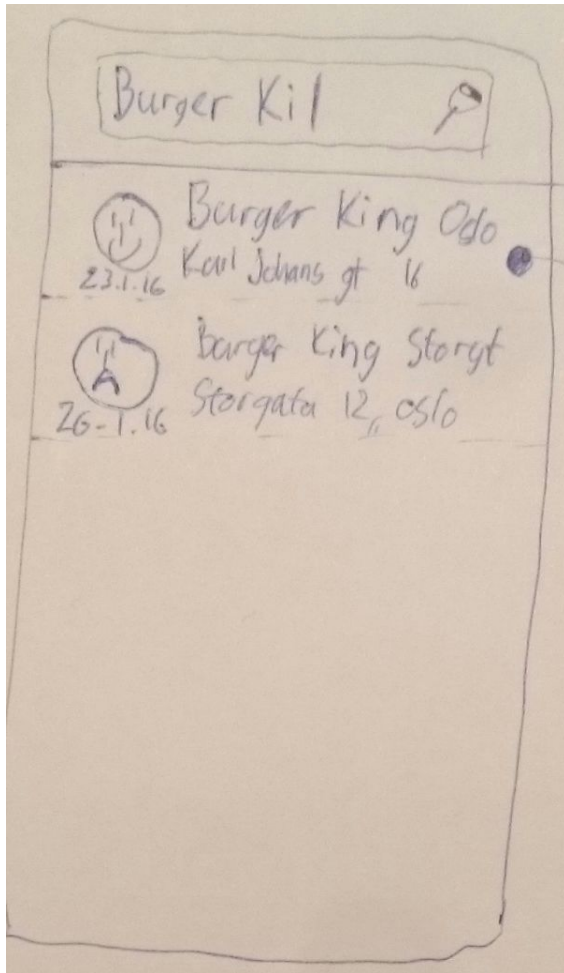 Burger Ki
Burger King Oslo
Karl Johans gt 16
23.1.16
Burger King Storgt
Storgata 12, oslo
26-1.16